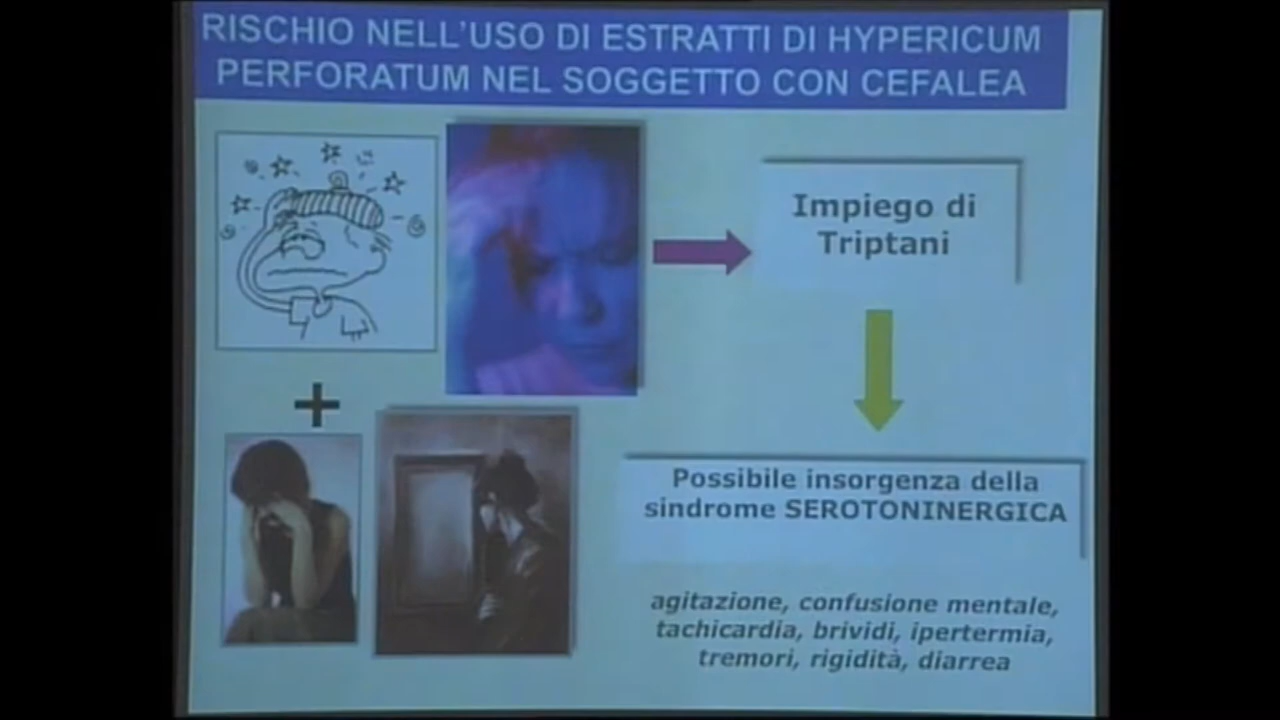 RISCHIO NELL'USO DI ESTRATTI DI HYPERICUM
PERFORATUM NEL SOGGETTO CON CEFALEA
Impiego di
Triptani
+
Possibile insorgenza della
sindrome SEROTONINERGICA
agitazione, confusione mentale,
tachicardia, brividi, ipertermia,
tremori, rigidità, diarrea